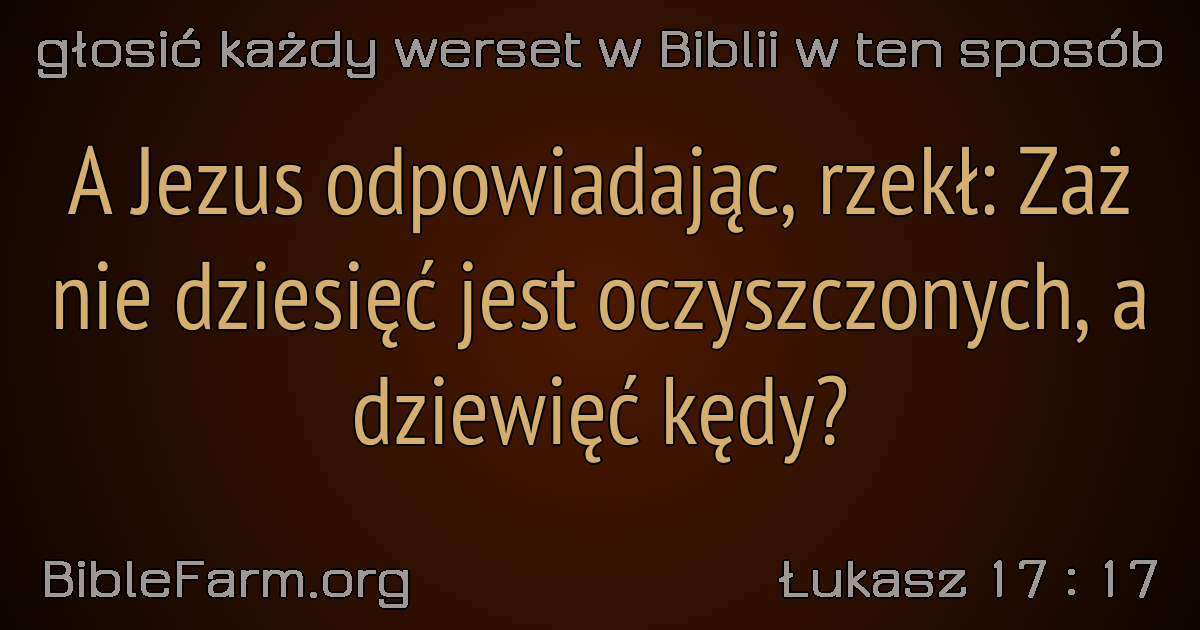 głosić każdy werset w Biblii w ten sposób
A Jezus odpowiadając, rzekł: Zaż
nie dziesięć jest oczyszczonych, a
dziewięć kędy?
BibleFarm.org
Łukasz 17 : 17